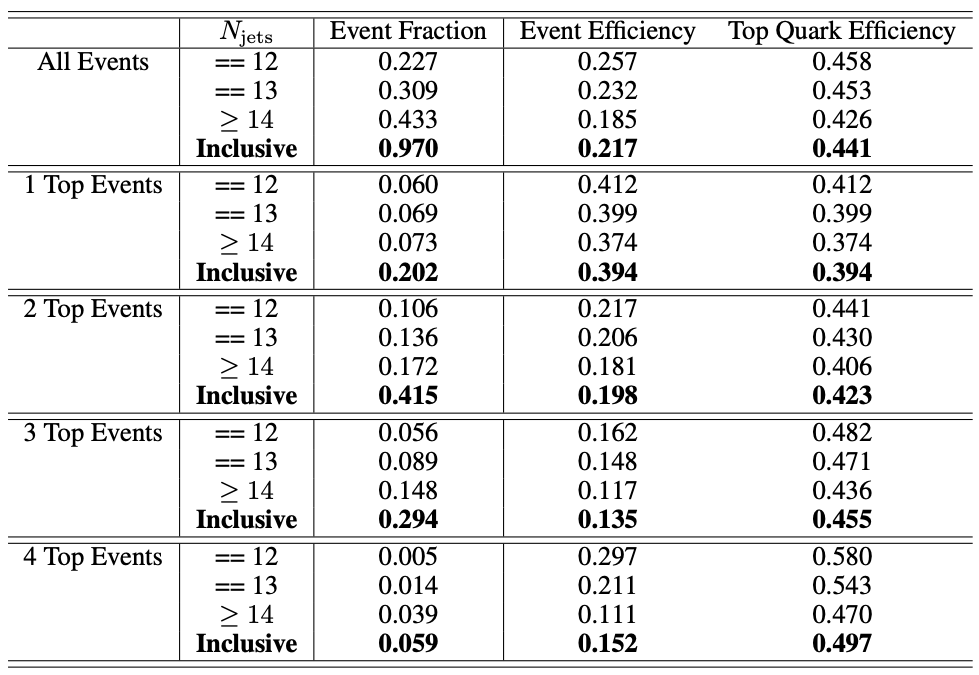 N_jets Event Fraction Event Efficiency Top Quark Efficiency
All Events == 12 0.227 0.257 0.458
== 13 0.309 0.232 0.453
≥ 14 0.433 0.185 0.426
Inclusive 0.970 0.217 0.441
1 Top Events == 12 0.060 0.412 0.412
== 13 0.069 0.399 0.399
≥ 14 0.073 0.374 0.374
Inclusive 0.202 0.394 0.394
2 Top Events == 12 0.106 0.217 0.441
== 13 0.136 0.206 0.430
≥ 14 0.172 0.181 0.406
Inclusive 0.415 0.198 0.423
3 Top Events == 12 0.056 0.162 0.482
== 13 0.089 0.148 0.471
≥ 14 0.148 0.117 0.436
Inclusive 0.294 0.135 0.455
4 Top Events == 12 0.005 0.297 0.580
== 13 0.014 0.211 0.543
≥ 14 0.039 0.111 0.470
Inclusive 0.059 0.152 0.497